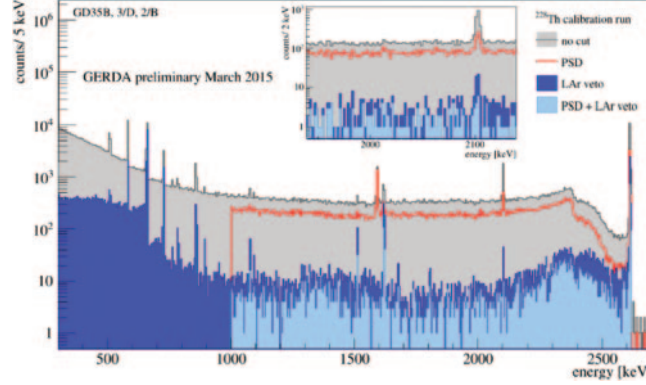 GD35B, 3/D, 2/B
GERDA preliminary March 2015
counts/ 5 keV
10⁶
10⁵
10⁴
10³
10²
10
1
500
1000
1500
2000
2500
energy [keV]
counts / 2 keV
10³
10²
10
1
2000
2100
energy [keV]
²²⁸Th calibration run
no cut
PSD
LAr veto
PSD + LAr veto